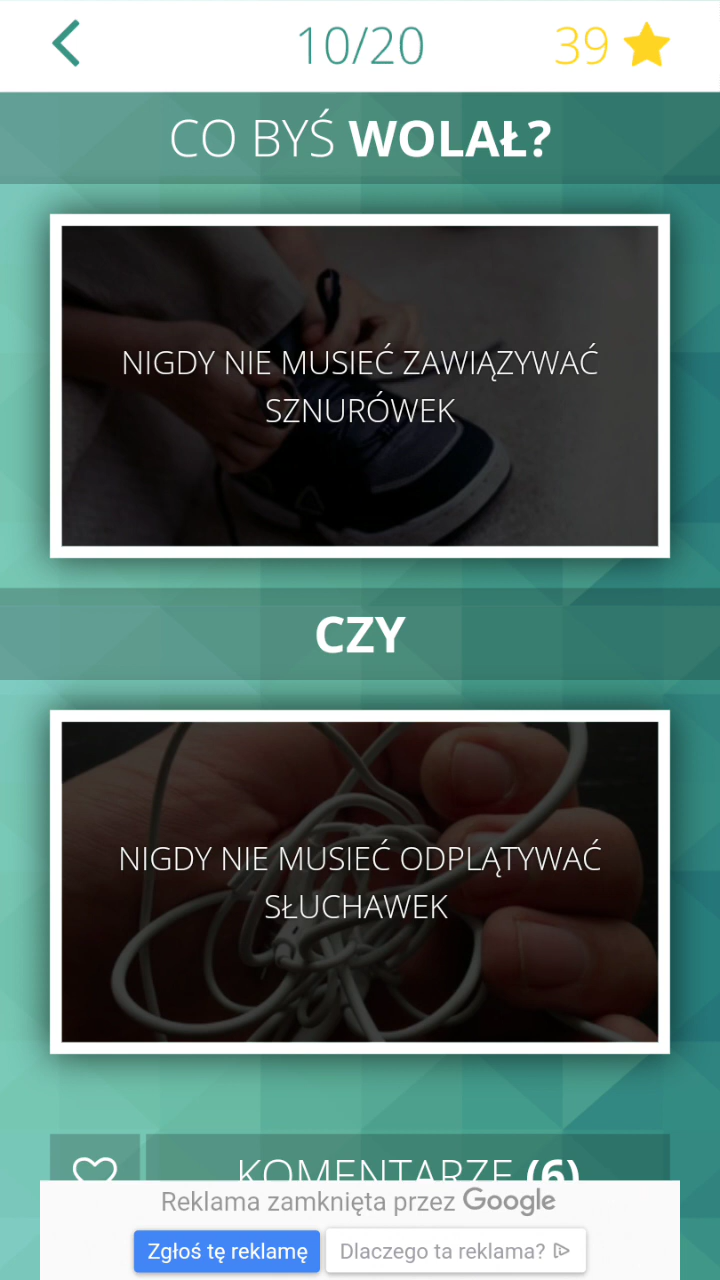 10/20
39
CO BYŚ WOLAŁ?
NIGDY NIE MUSIEĆ ZAWIĄZYWAĆ
SZNURÓWEK
CZY
NIGDY NIE MUSIEĆ ODPLĄTYWAĆ
SŁUCHAWEK
KOMENTARZE (6)
Reklama zamknięta przez Google
Zgłoś tę reklamę
Dlaczego ta reklama?